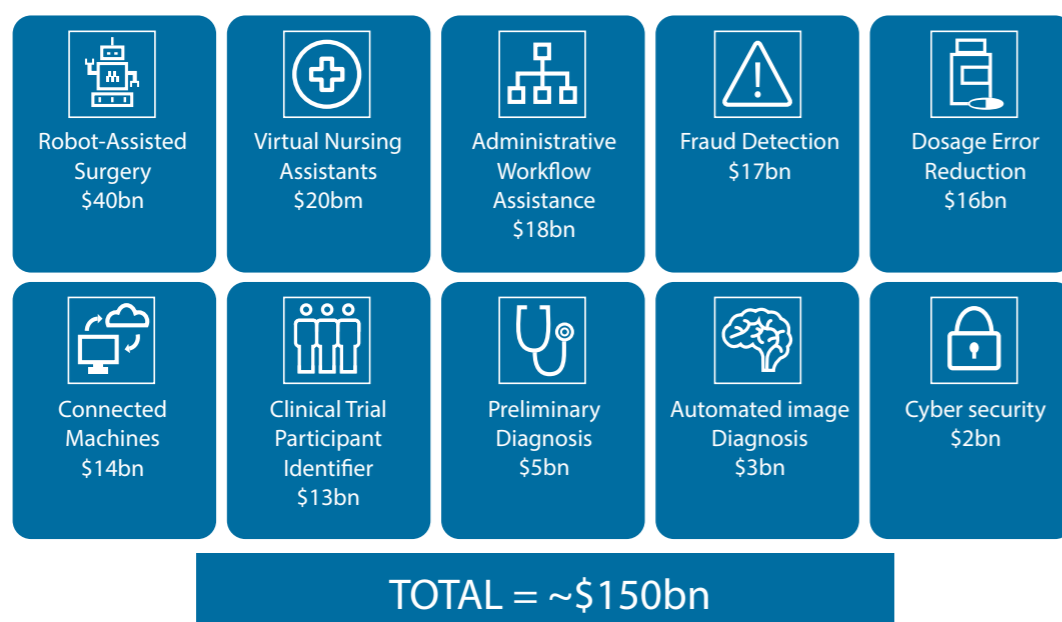 Robot-Assisted
Surgery
$40bn
Virtual Nursing
Assistants
$20bm
Administrative
Workflow
Assistance
$18bn
Fraud Detection
$17bn
Dosage Error
Reduction
$16bn
Connected
Machines
$14bn
Clinical Trial
Participant
Identifier
$13bn
Preliminary
Diagnosis
$5bn
Automated image
Diagnosis
$3bn
Cyber security
$2bn
TOTAL = ~$150bn